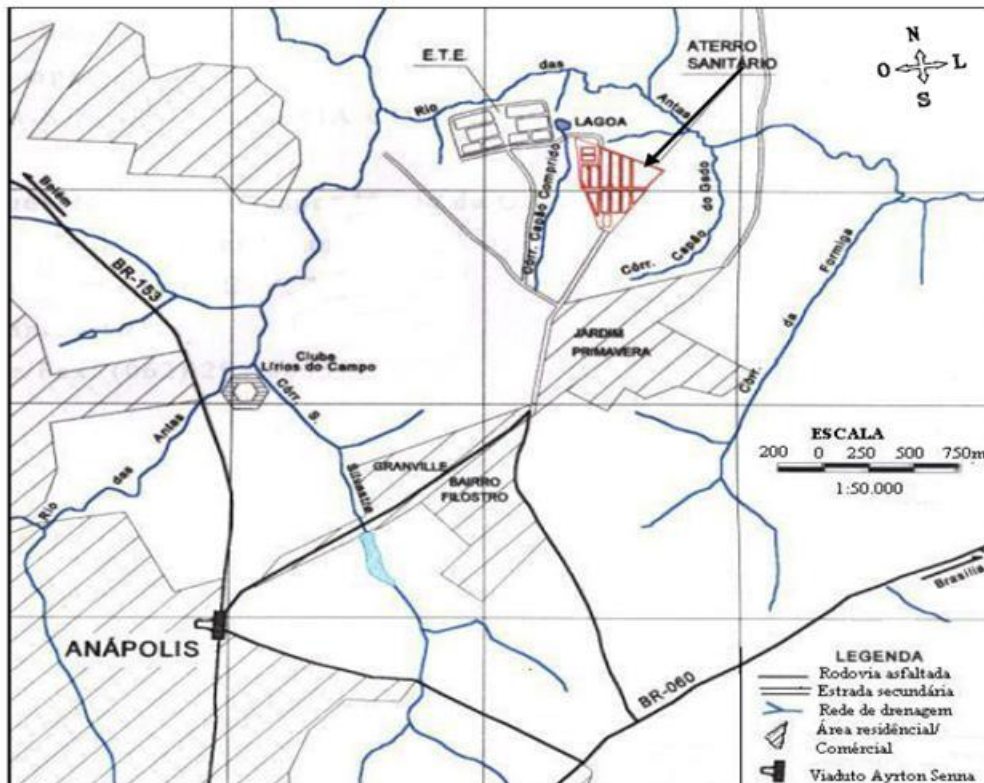 E.T.E.
ATERRO
SANITÁRIO
N
O L
S
Rio das Antas
LAGOA
Córr. Capão Comprido
Córr. Capão do Gado
Belém
BR-153
Córr. da Formiga
JARDIM
PRIMAVERA
Clube
Lírios do Campo
Córr. S. Silvestre
Rio das Antas
GRANVILLE
BAIRRO
FILOSTRO
ESCALA
200 0 250 500 750m
1:50.000
Brasília
ANÁPOLIS
BR-060
LEGENDA
Rodovia asfaltada
Estrada secundária
Rede de drenagem
Área residêncial/
Comércial
Viaduto Ayrton Senna